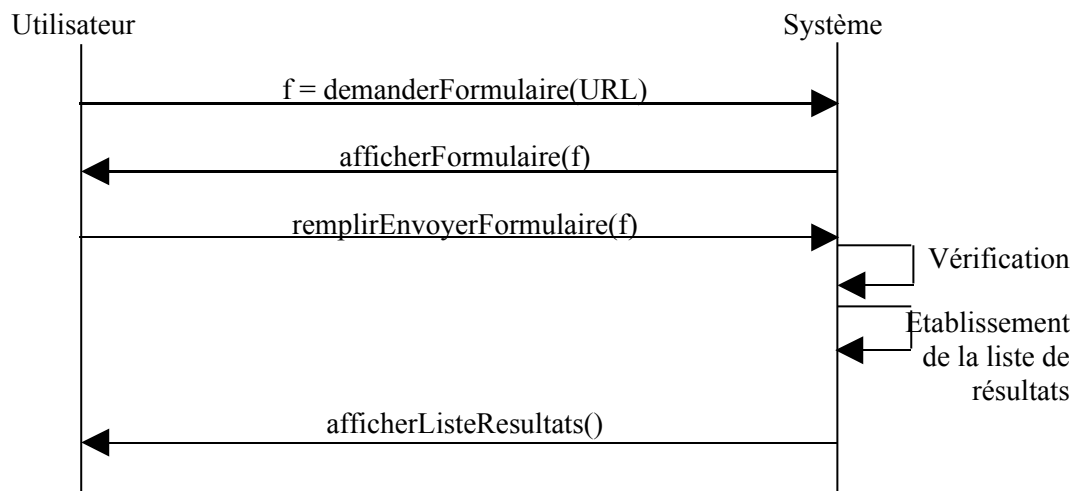 Utilisateur
Système
f = demanderFormulaire(URL)
afficherFormulaire(f)
remplirEnvoyerFormulaire(f)
Vérification
Etablissement
de la liste de
résultats
afficherListeResultats()